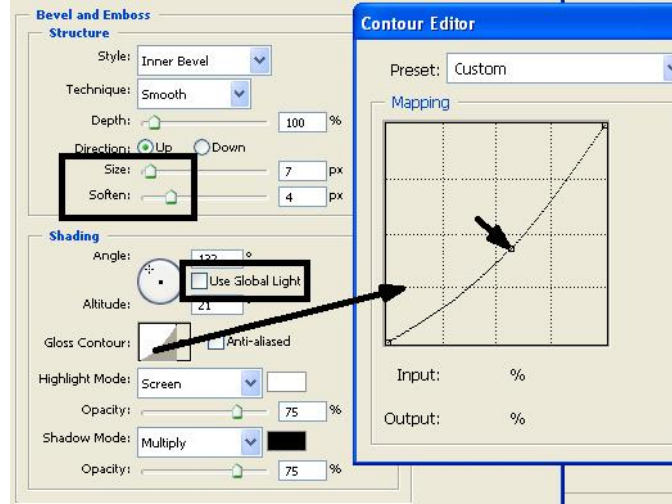 Bevel and Emboss
Structure
Style: Inner Bevel
Technique: Smooth
Depth: 100 %
Direction: Up Down
Size: 7 px
Soften: 4 px
Shading
Angle: 132 °
Use Global Light
Altitude: 21 °
Gloss Contour: Anti-aliased
Highlight Mode: Screen
Opacity: 75 %
Shadow Mode: Multiply
Opacity: 75 %
Contour Editor
Preset: Custom
Mapping
Input: %
Output: %